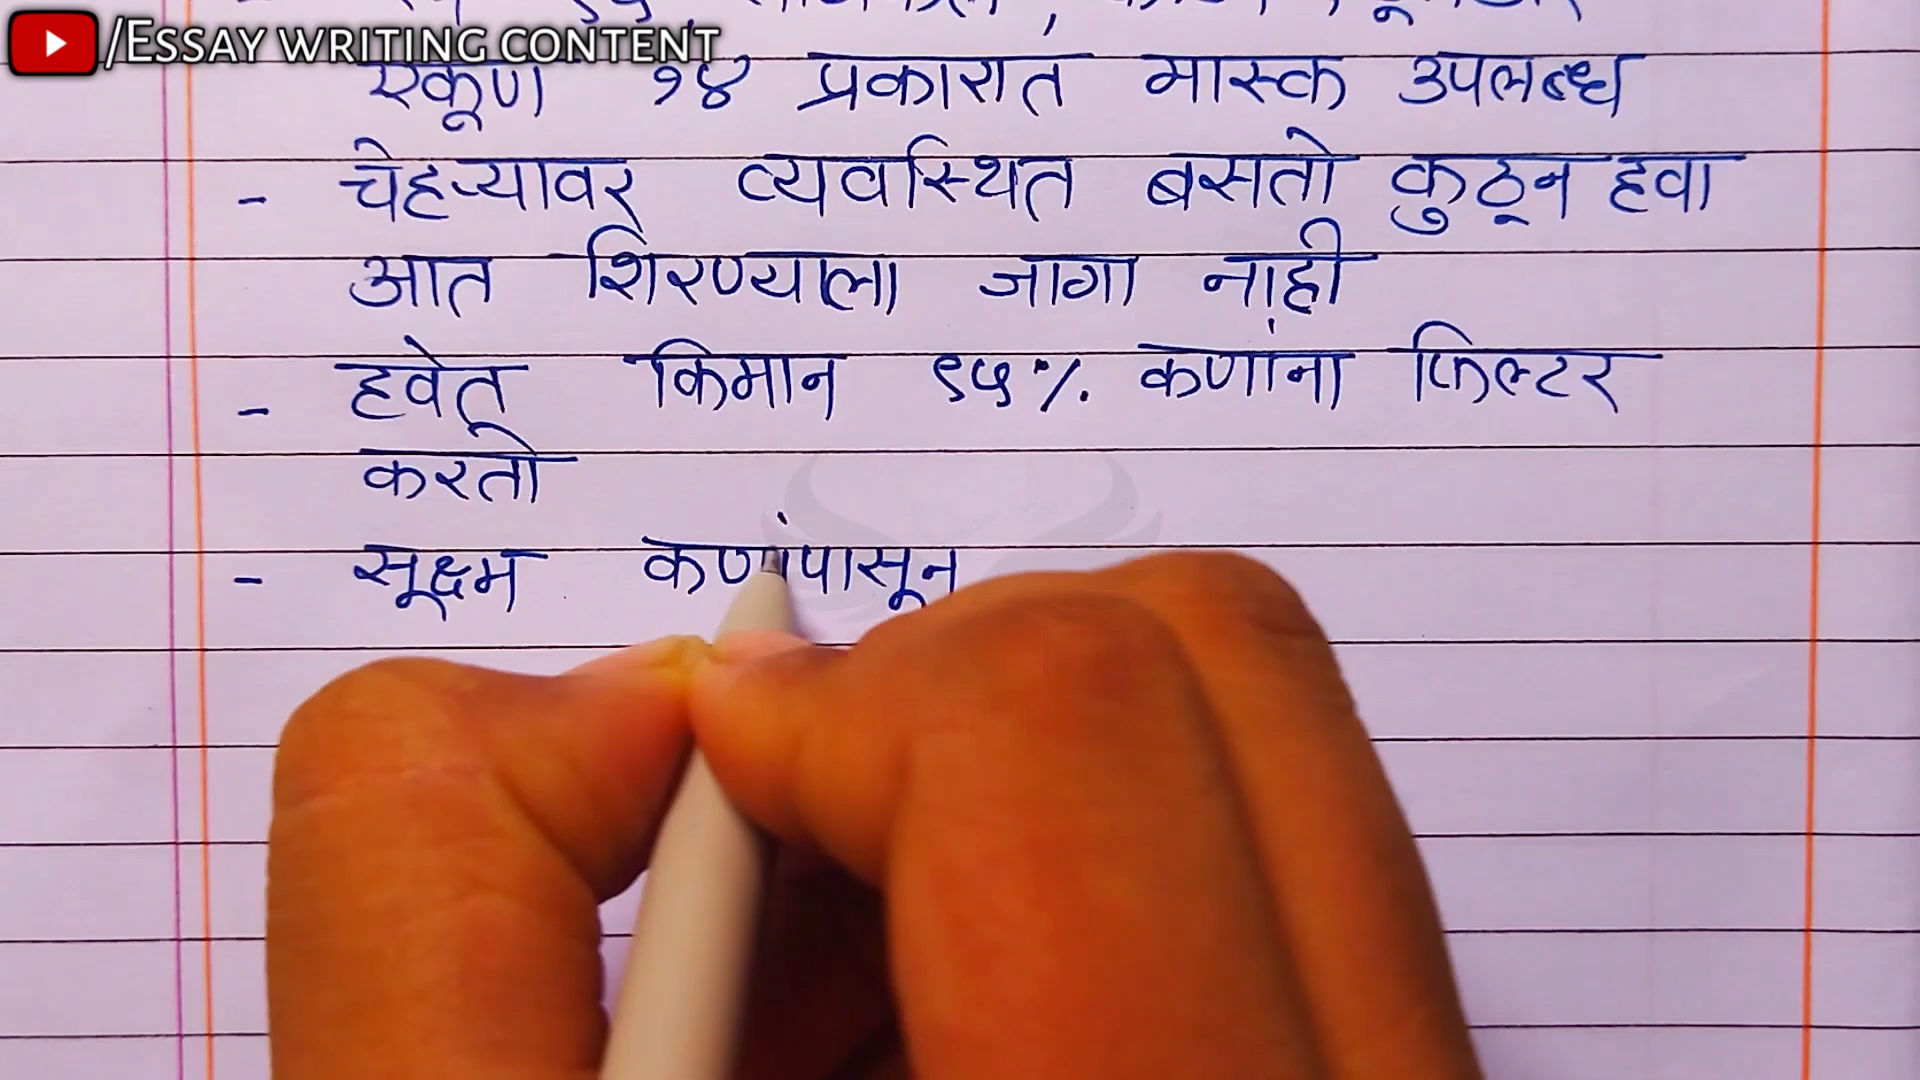 /ESSAY WRITING CONTENT
एकूण १४ प्रकारात मास्क उपलब्ध
- चेहऱ्यावर व्यवस्थित बसतो कुठून हवा
आत शिरण्याला जागा नाही
- हवेतू किमान ९५% कणांना फिल्टर
करतो
- सूक्ष्म कणांपासून